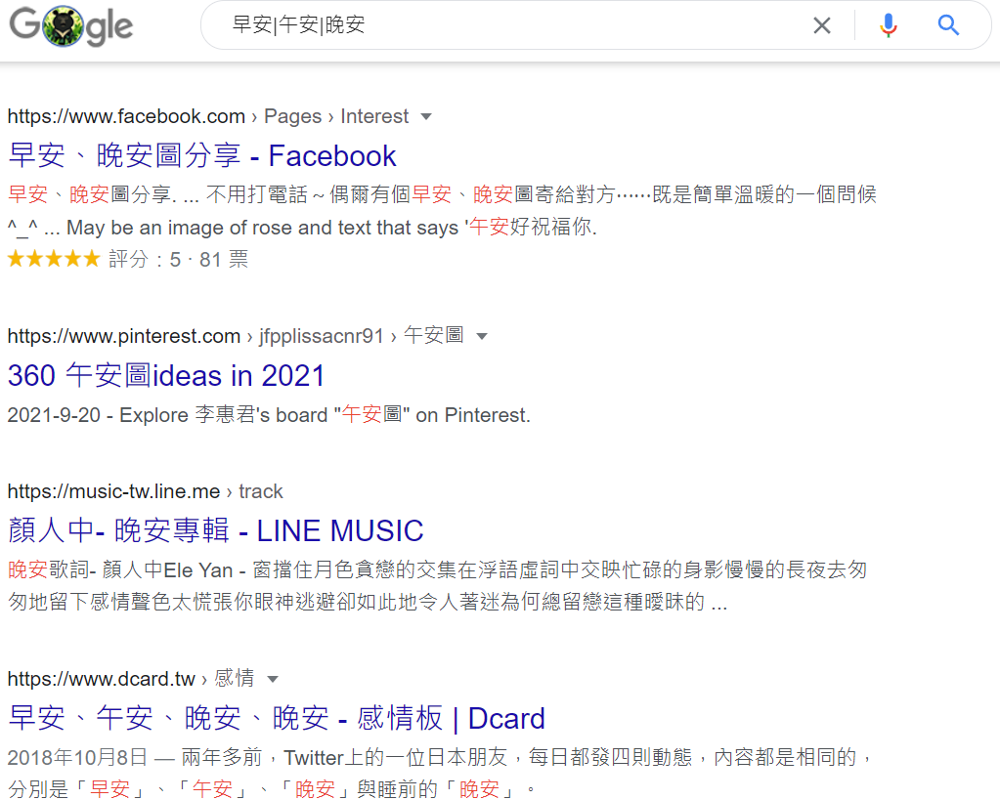 Google
早安|午安|晚安
https://www.facebook.com › Pages › Interest
早安、晚安圖分享 - Facebook
早安、晚安圖分享. ... 不用打電話～偶爾有個早安、晚安圖寄給對方⋯⋯既是簡單溫暖的一個問候
^_^ ... May be an image of rose and text that says '午安好祝福你.
評分：5 · 81 票
https://www.pinterest.com › jfpplissacnr91 › 午安圖
360 午安圖ideas in 2021
2021-9-20 - Explore 李惠君's board "午安圖" on Pinterest.
https://music-tw.line.me › track
顏人中- 晚安專輯 - LINE MUSIC
晚安歌詞- 顏人中Ele Yan - 窗擋住月色貪戀的交集在浮語虛詞中交映忙碌的身影慢慢的長夜去匆
匆地留下感情聲色太慌張你眼神逃避卻如此地令人著迷為何總留戀這種曖昧的 ...
https://www.dcard.tw › 感情
早安、午安、晚安、晚安 - 感情板 | Dcard
2018年10月8日 — 兩年多前，Twitter上的一位日本朋友，每日都發四則動態，內容都是相同的，
分別是「早安」、「午安」、「晚安」與睡前的「晚安」。